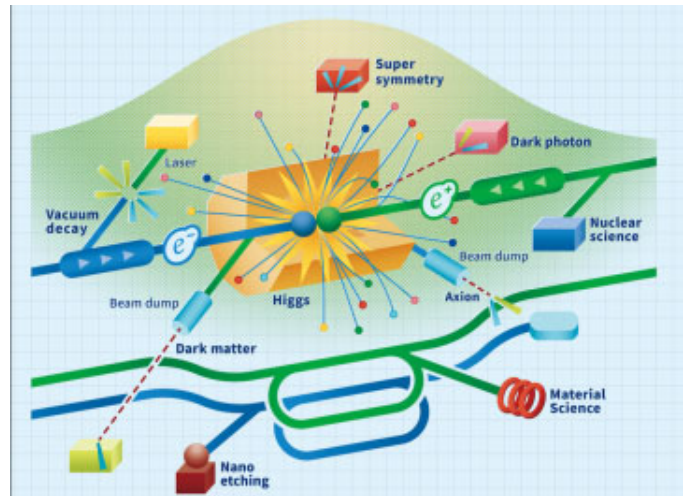 Super
symmetry
Dark photon
Laser
Vacuum
decay
e⁺
e⁻
Nuclear
science
Beam dump
Beam dump
Higgs
Axion
Dark matter
Material
Science
Nano
etching